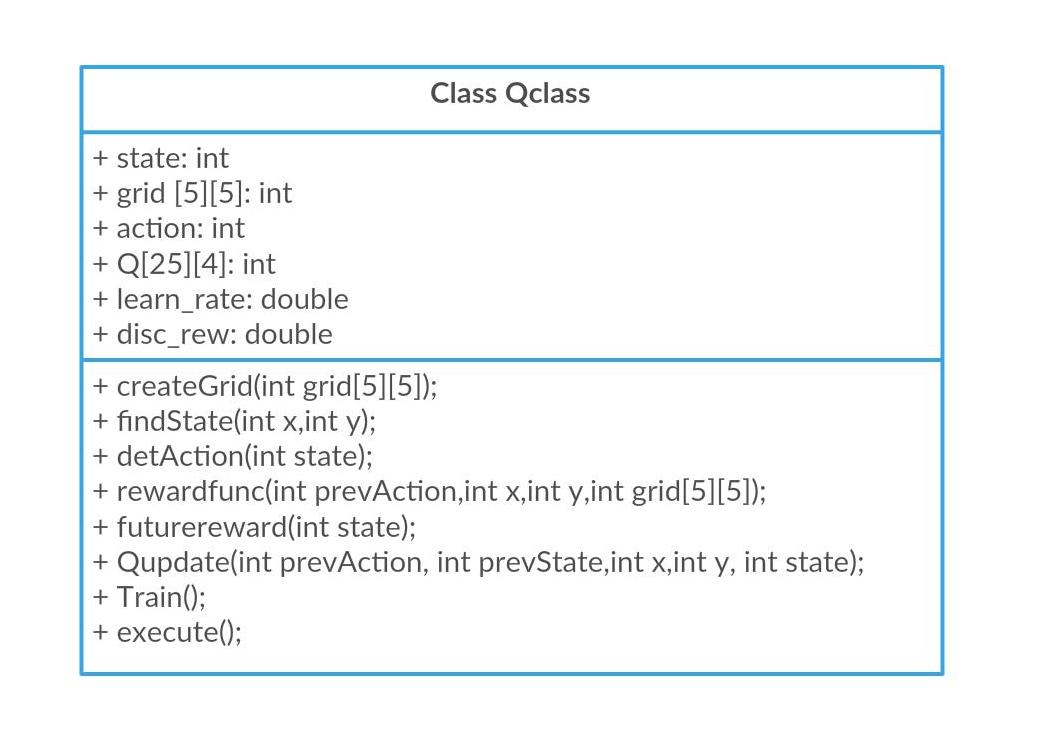 Class Qclass
+ state: int
+ grid [5][5]: int
+ action: int
+ Q[25][4]: int
+ learn_rate: double
+ disc_rew: double
+ createGrid(int grid[5][5]);
+ findState(int x,int y);
+ detAction(int state);
+ rewardfunc(int prevAction,int x,int y,int grid[5][5]);
+ futurereward(int state);
+ Qupdate(int prevAction, int prevState,int x,int y, int state);
+ Train();
+ execute();